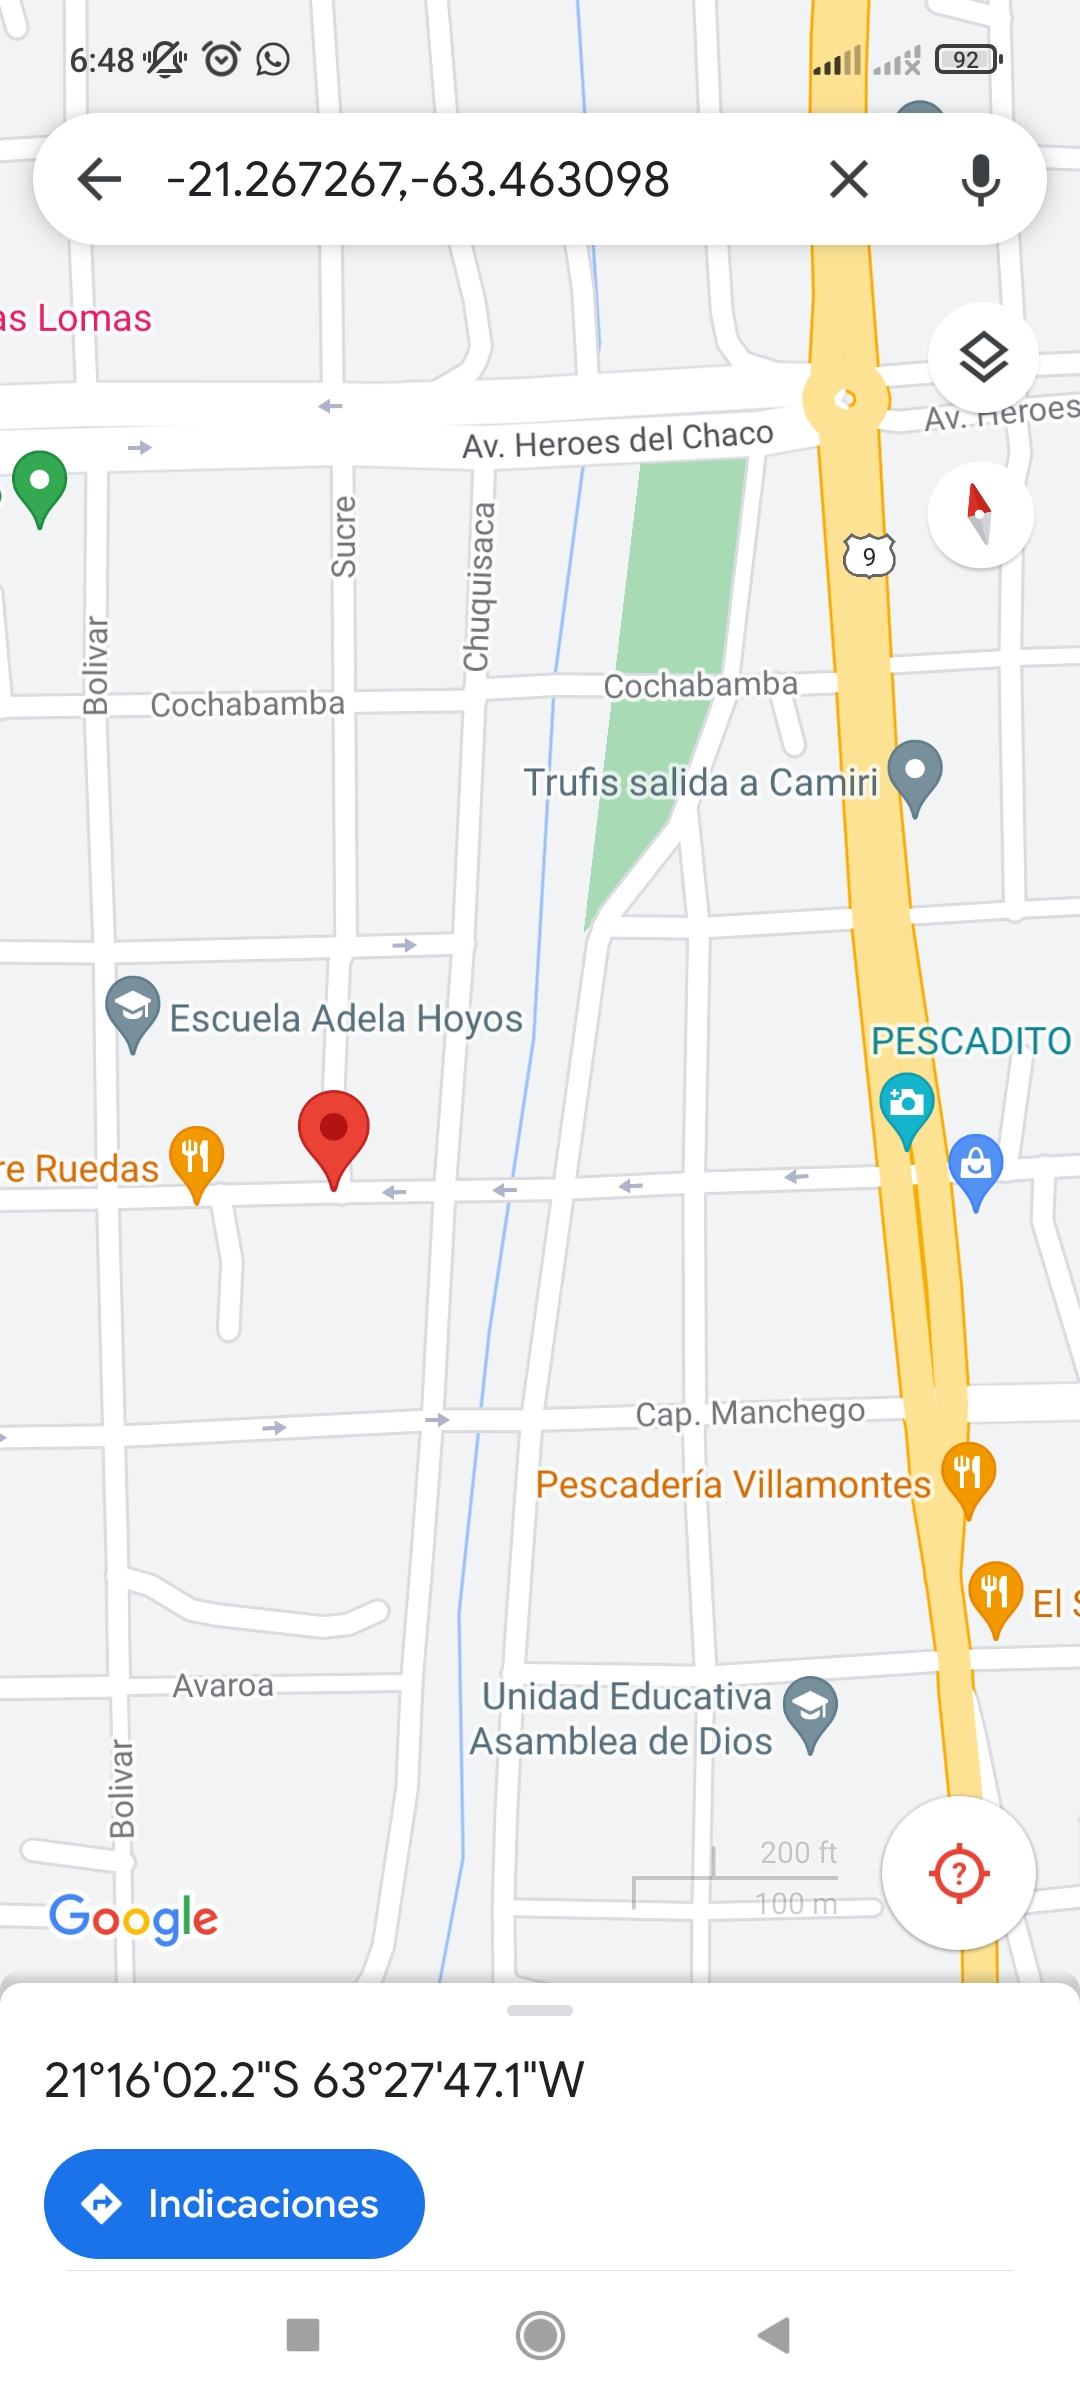 6:48
92
-21.267267,-63.463098
as Lomas
Av. Heroes
Av. Heroes del Chaco
Sucre
Chuquisaca
9
Bolivar
Cochabamba
Cochabamba
Trufis salida a Camiri
Escuela Adela Hoyos
PESCADITO
re Ruedas
Cap. Manchego
Pescadería Villamontes
El S
Avaroa
Unidad Educativa
Asamblea de Dios
Bolivar
200 ft
100 m
Google
21°16'02.2"S 63°27'47.1"W
Indicaciones